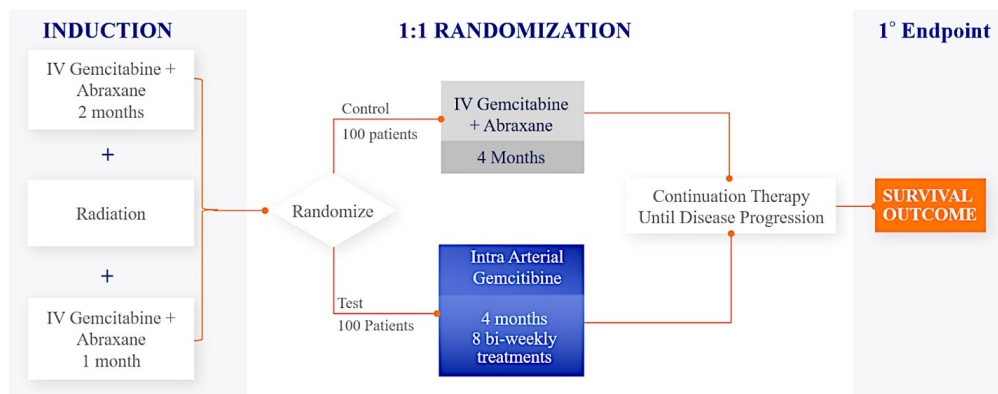 INDUCTION
IV Gemcitabine +
Abraxane
2 months
+
Radiation
+
IV Gemcitabine +
Abraxane
1 month
1:1 RANDOMIZATION
Randomize
Control
100 patients
IV Gemcitabine
+ Abraxane
4 Months
Test
100 Patients
Intra Arterial
Gemcitibine
4 months
8 bi-weekly
treatments
Continuation Therapy
Until Disease Progression
1° Endpoint
SURVIVAL
OUTCOME